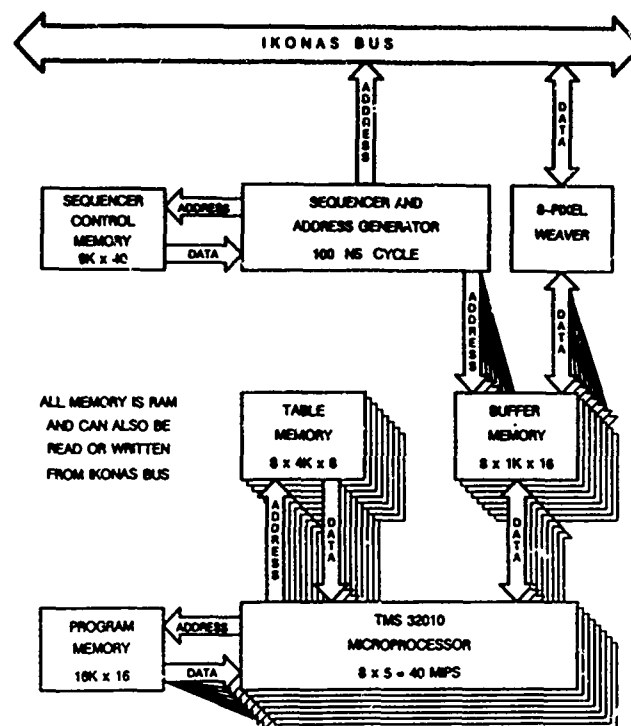 IKONAS BUS
ADDRESS
DATA
SEQUENCER
CONTROL
MEMORY
x 40
ADDRESS
DATA
SEQUENCER AND
ADDRESS GENERATOR
100 NS CYCLE
8-PIXEL
WEAVER
ADDRESS
DATA
ALL MEMORY IS RAM
AND CAN ALSO BE
READ OR WRITTEN
FROM IKONAS BUS
TABLE
MEMORY
8 x 4K x 8
BUFFER
MEMORY
8 x 1K x 16
ADDRESS
DATA
DATA
PROGRAM
MEMORY
16K x 16
ADDRESS
DATA
TMS 32010
MICROPROCESSOR
8 x 5 = 40 MIPS